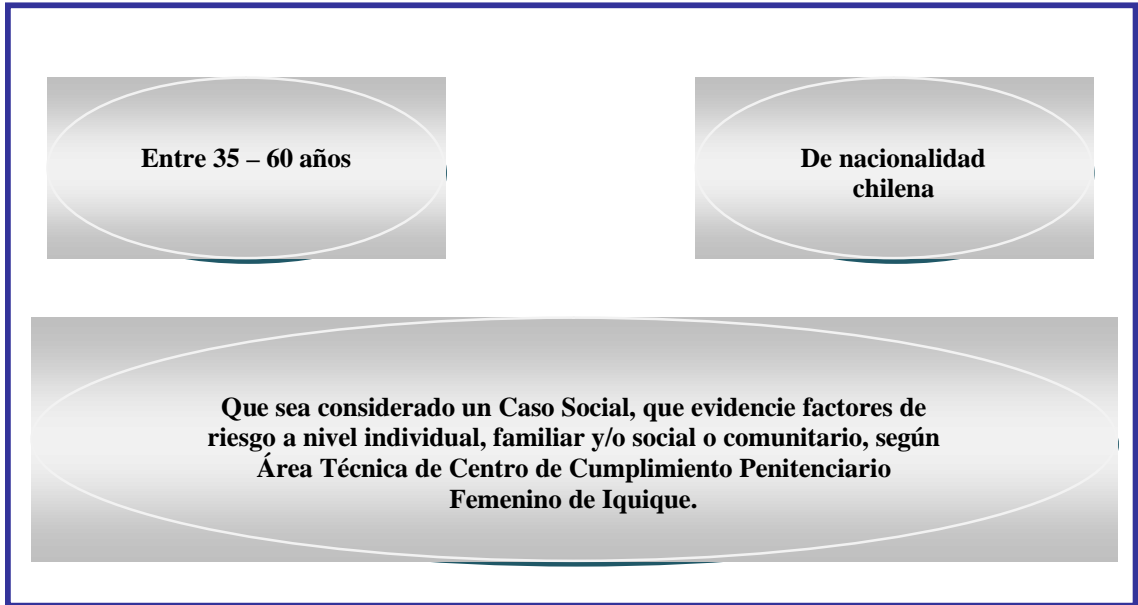 Entre 35 – 60 años
De nacionalidad
chilena
Que sea considerado un Caso Social, que evidencie factores de
riesgo a nivel individual, familiar y/o social o comunitario, según
Área Técnica de Centro de Cumplimiento Penitenciario
Femenino de Iquique.